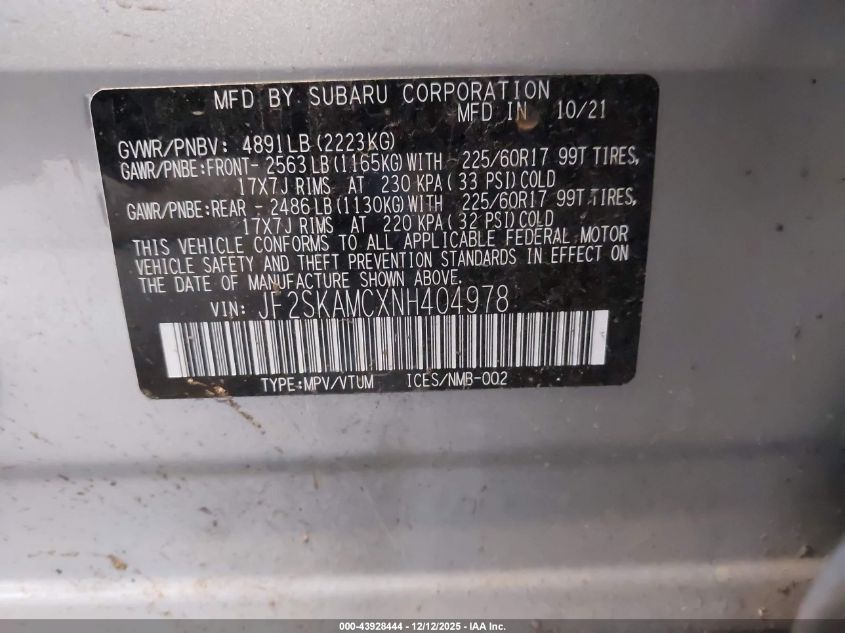 MFD BY SUBARU CORPORATION
MFD IN 10/21
GVWR/PNBV: 4891LB(2223KG)
GAWR/PNBE:FRONT- 2563LB(1165KG)WITH 225/60R17 99T TIRES,
17X7J RIMS AT 230 KPA(33 PSI)COLD
GAWR/PNBE:REAR - 2486LB(1130KG)WITH 225/60R17 99T TIRES,
17X7J RIMS AT 220 KPA(32 PSI)COLD
THIS VEHICLE CONFORMS TO ALL APPLICABLE FEDERAL MOTOR
VEHICLE SAFETY AND THEFT PREVENTION STANDARDS IN EFFECT ON
THE DATE OF MANUFACTURE SHOWN ABOVE.
VIN: JF2SKAMCXNH404978
TYPE:MPV/VTUM ICES/NMB-002
000-43928444 - 12/12/2025 - IAA Inc.